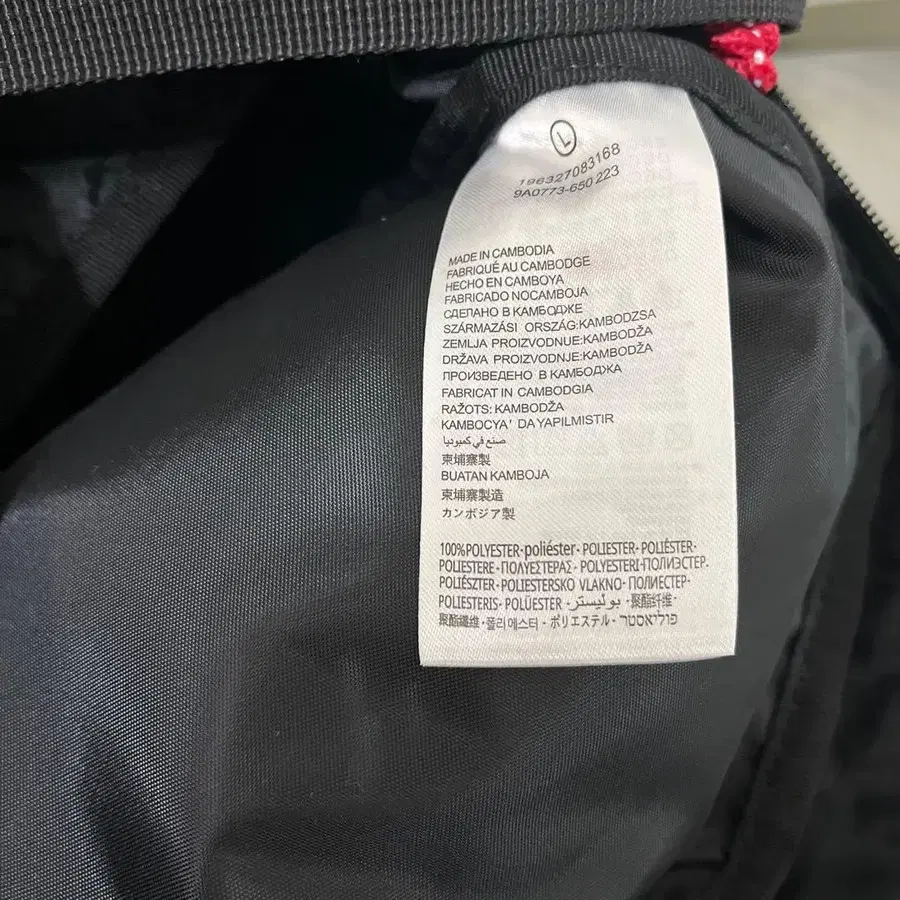 L
196327083168
9A0773-650 223
MADE IN CAMBODIA
FABRIQUÉ AU CAMBODGE
HECHO EN CAMBOYA
FABRICADO NOCAMBOJA
СДЕЛАНО В КАМБОДЖЕ
SZÁRMAZÁSI ORSZÁG:KAMBODZSA
ZEMLJA PROIZVODNUE:KAMBODŽA
DRŽAVA PROIZVODNJE:KAMBODŽA
ПРОИЗВЕДЕНО В КАМБОДЖА
FABRICAT IN CAMBODGIA
RAŽOTS: KAMBODŽA
KAMBOCYA' DA YAPILMISTIR
صنع في كمبوديا
柬埔寨製
BUATAN KAMBOJA
柬埔寨製造
カンボジア製
100%POLYESTER·poliéster· POLIESTER· POLIÉSTER·
POLIESTERE· ΠΟΛΥΕΣΤΕΡΑΣ· POLYESTERI·ПОЛИЭСТЕР·
POLIÉSZTER·POLIESTERSKO VLAKNO· ПОЛИЕСТЕР·
POLIESTERIS· POLÜESTER ·بوليستر ·聚酯纤维·
聚酯纖維·폴리에스터 · ポリエステル· פוליאסטר